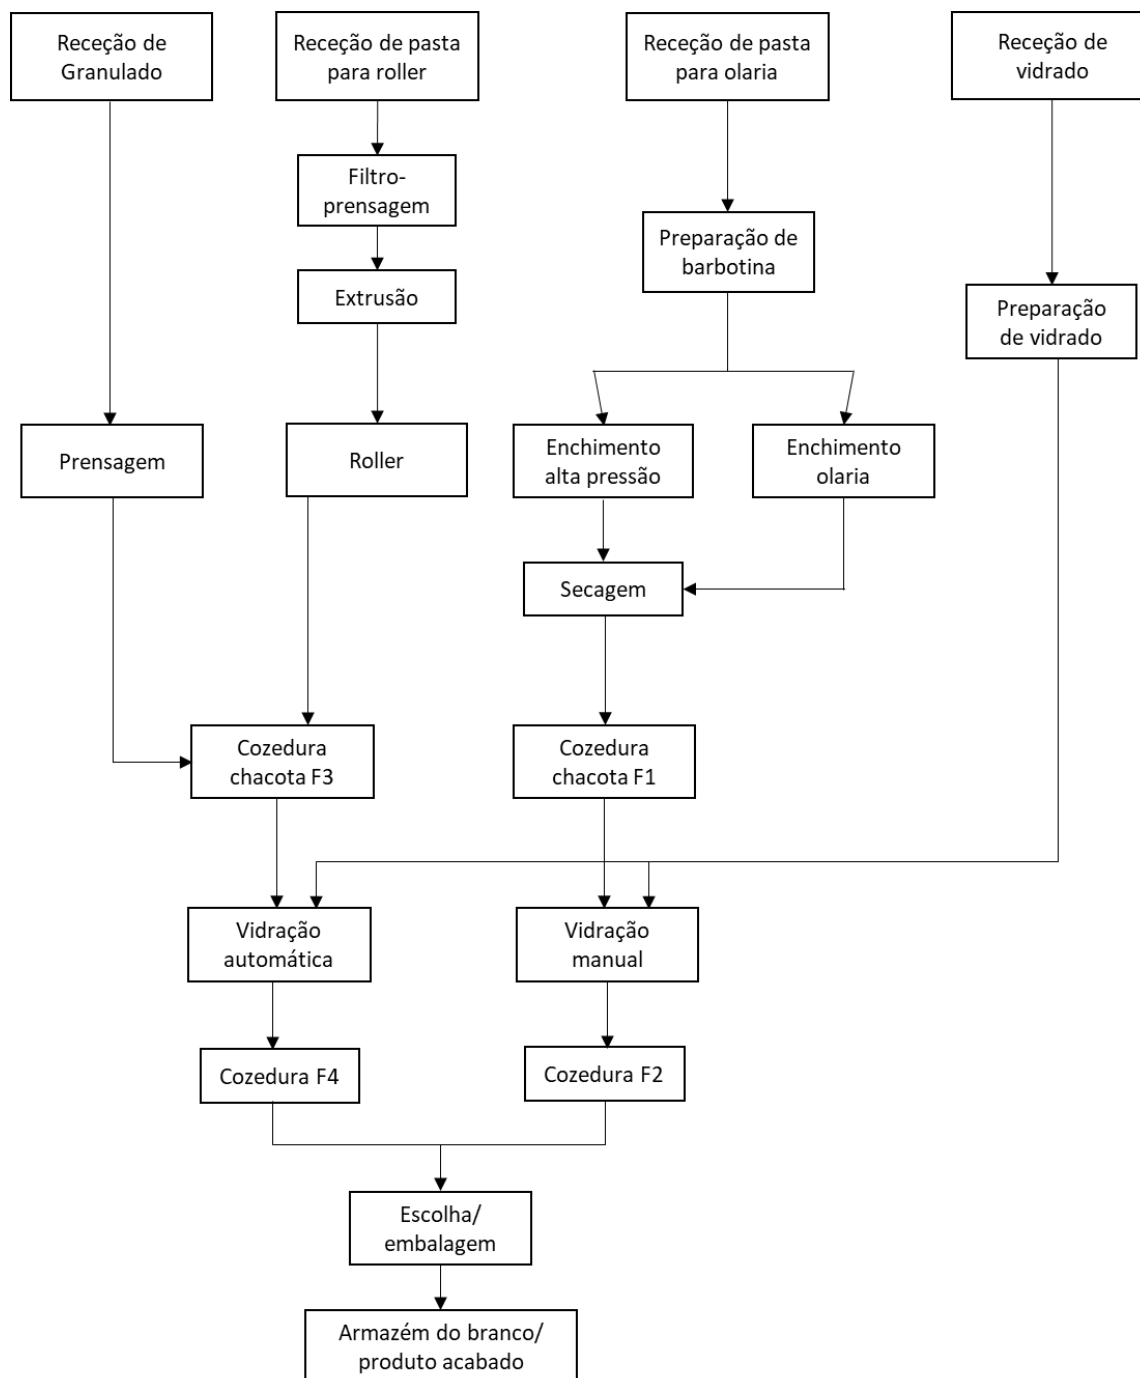 Receção de
Granulado
Receção de pasta
para roller
Receção de pasta
para olaria
Receção de
vidrado
Filtro-
prensagem
Preparação de
barbotina
Extrusão
Preparação
de vidrado
Prensagem
Roller
Enchimento
alta pressão
Enchimento
olaria
Secagem
Cozedura
chacota F3
Cozedura
chacota F1
Vidração
automática
Vidração
manual
Cozedura F4
Cozedura F2
Escolha/
embalagem
Armazém do branco/
produto acabado